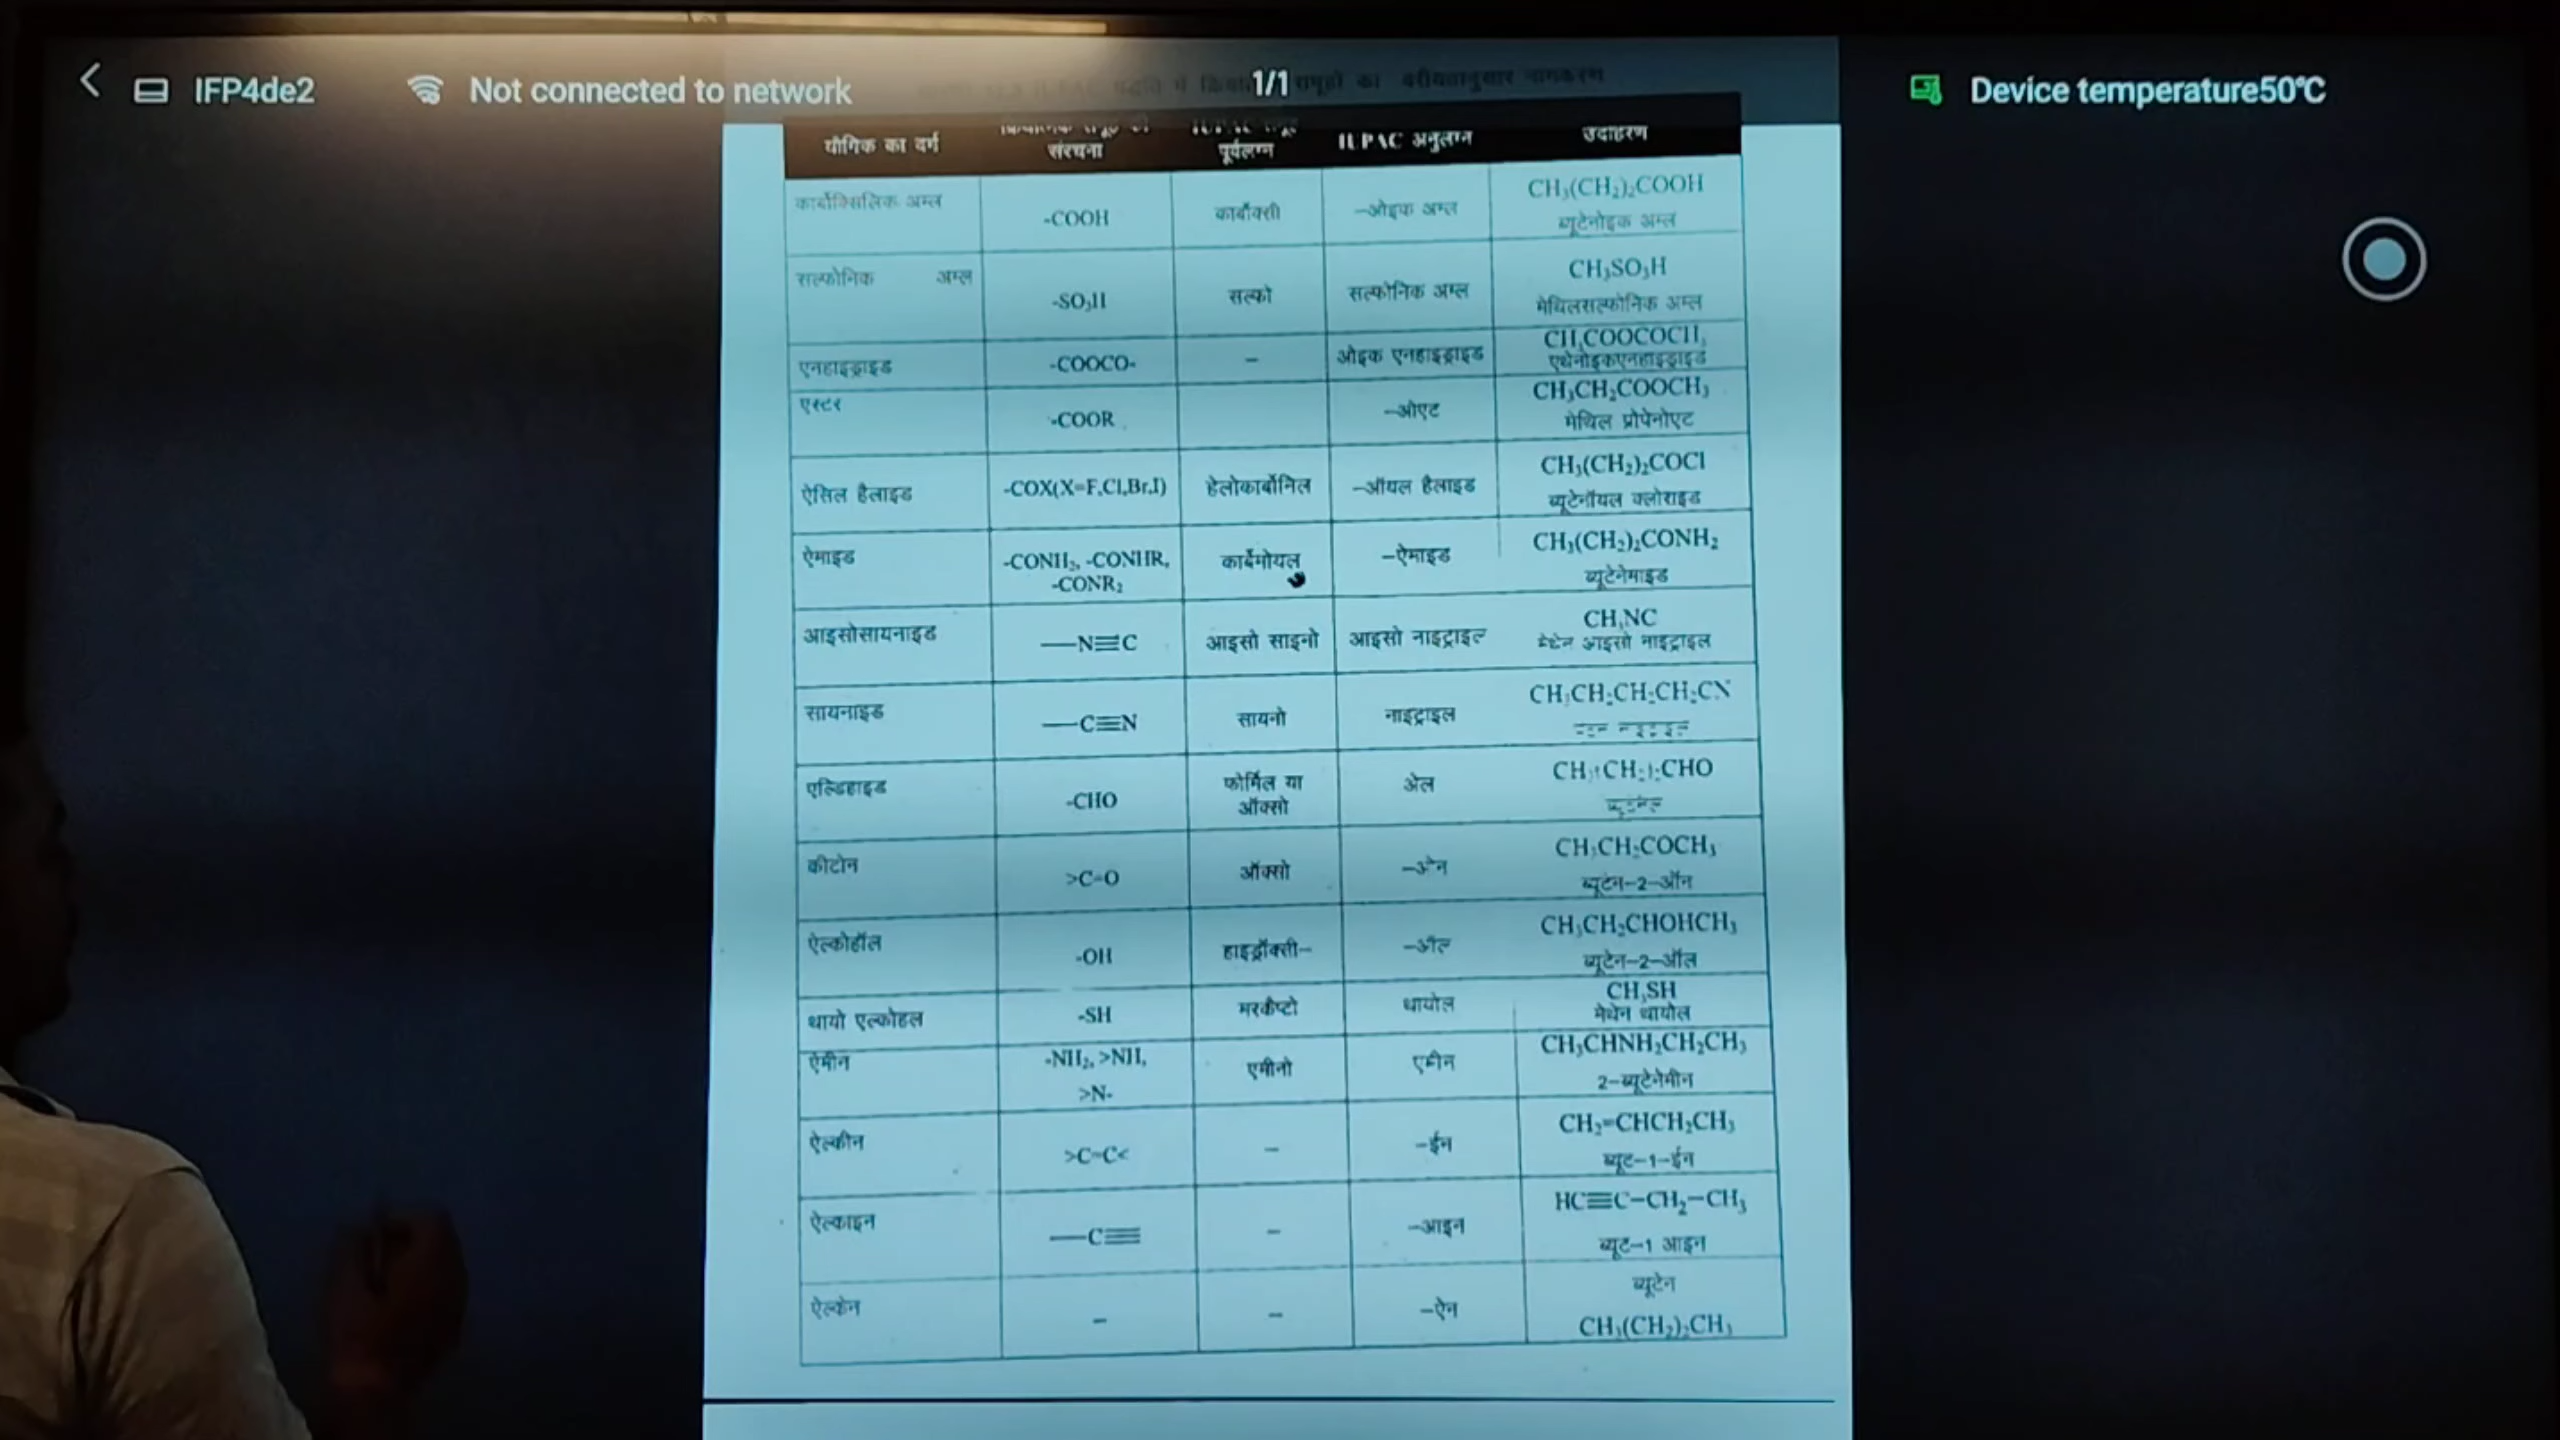 IFP4de2 Not connected to network 1/1 Device temperature50℃
समूहों का वरीयतानुसार नामकरण
यौगिक का वर्ग संरचना पूर्वलग्न IUPAC अनुलग्न उदाहरण
कार्बोक्सिलिक अम्ल -COOH कार्बोक्सी –ओइक अम्ल CH₃(CH₂)₂COOH
ब्यूटेनोइक अम्ल
सल्फोनिक अम्ल -SO₃H सल्फो सल्फोनिक अम्ल CH₃SO₃H
मेथिलसल्फोनिक अम्ल
एनहाइड्राइड -COOCO- – ओइक एनहाइड्राइड CH₃COOCOCH₃
एथेनोइकएनहाइड्राइड
एस्टर -COOR –ओएट CH₃CH₂COOCH₃
मेथिल प्रोपेनोएट
ऐसिल हैलाइड -COX(X=F,Cl,Br,I) हेलोकार्बोनिल –ऑयल हैलाइड CH₃(CH₂)₂COCl
ब्यूटेनॉयल क्लोराइड
ऐमाइड -CONH₂, -CONHR, कार्बेमोयल –ऐमाइड CH₃(CH₂)₂CONH₂
-CONR₂ ब्यूटेनेमाइड
आइसोसायनाइड —N≡C आइसो साइनो आइसो नाइट्राइल CH₃NC
मेथेन आइसो नाइट्राइल
सायनाइड —C≡N सायनो नाइट्राइल CH₃CH₂CH₂CH₂CN
एल्डिहाइड -CHO फोर्मिल या अेल CH₃(CH₂)₂CHO
ऑक्सो
कीटोन >C=O ऑक्सो –ओन CH₃CH₂COCH₃
ब्यूटेन–2–ऑन
ऐल्कोहॉल -OH हाइड्रॉक्सी– –ऑल CH₃CH₂CHOHCH₃
ब्यूटेन–2–ऑल
थायो एल्कोहल -SH मरकैप्टो थायोल CH₃SH
मेथेन थायोल
ऐमीन -NH₂, >NH, एमीनो एमीन CH₃CHNH₂CH₂CH₃
>N- 2–ब्यूटेनेमीन
ऐल्कीन >C=C< – –ईन CH₂=CHCH₂CH₃
ब्यूट–1–ईन
ऐल्काइन —C≡ – –आइन HC≡C–CH₂–CH₃
ब्यूट–1 आइन
ऐल्केन – – –ऐन ब्यूटेन
CH₃(CH₂)₂CH₃